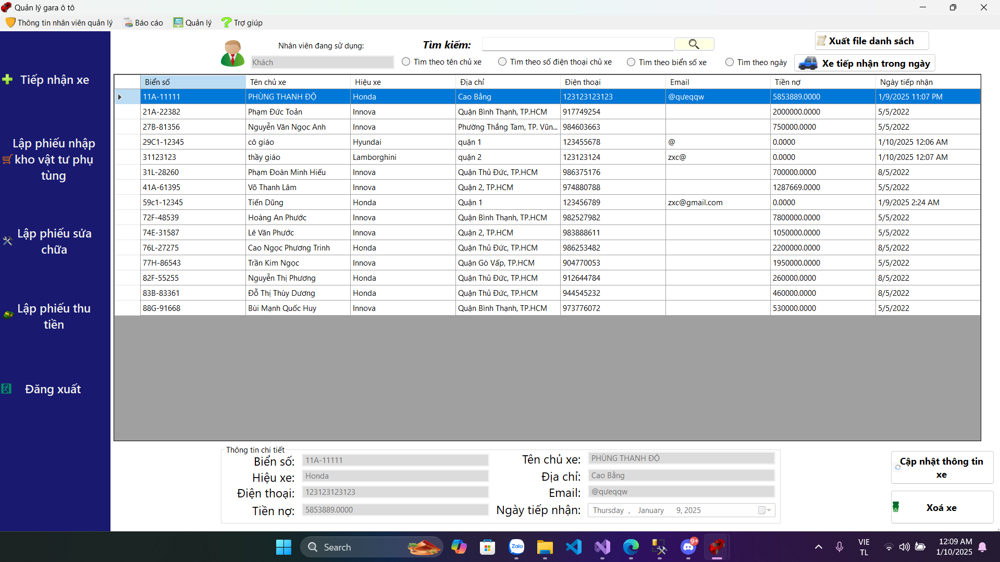 Quản lý gara ô tô
Thông tin nhân viên quản lý Báo cáo Quản lý Trợ giúp
Nhân viên đang sử dụng:
Khách
Tìm kiếm:
Tìm theo tên chủ xe Tìm theo số điện thoại chủ xe Tìm theo biển số xe Tìm theo ngày
Xuất file danh sách
Xe tiếp nhận trong ngày
Tiếp nhận xe
Lập phiếu nhập
kho vật tư phụ
tùng
Lập phiếu sửa
chữa
Lập phiếu thu
tiền
Đăng xuất
Biển số Tên chủ xe Hiệu xe Địa chỉ Điện thoại Email Tiền nợ Ngày tiếp nhận
11A-11111 PHÙNG THANH ĐỘ Honda Cao Bằng 123123123123 @qưeqqw 5853889.0000 1/9/2025 11:07 PM
21A-22382 Phạm Đức Toản Innova Quận Bình Thạnh, TP.HCM 917749254 2000000.0000 5/5/2022
27B-81356 Nguyễn Văn Ngọc Anh Innova Phường Thắng Tam, TP. Vũn... 984603663 750000.0000 5/5/2022
29C1-12345 cô giáo Hyundai quận 1 123455678 @ 0.0000 1/10/2025 12:06 AM
31123123 thầy giáo Lamborghini quận 2 123123124 zxc@ 0.0000 1/10/2025 12:07 AM
31L-28260 Phạm Đoàn Minh Hiếu Innova Quận Thủ Đức, TP.HCM 986375176 700000.0000 8/5/2022
41A-61395 Võ Thanh Lâm Innova Quận 2, TP.HCM 974880788 1287669.0000 5/5/2022
59c1-12345 Tiến Dũng Honda Quận 1 123456789 zxc@gmail.com 0.0000 1/9/2025 2:24 AM
72F-48539 Hoàng An Phước Innova Quận Bình Thạnh, TP.HCM 982527982 7800000.0000 5/5/2022
74E-31587 Lê Văn Phước Innova Quận 2, TP.HCM 983888611 1050000.0000 5/5/2022
76L-27275 Cao Ngọc Phương Trinh Honda Quận Thủ Đức, TP.HCM 986253482 2200000.0000 8/5/2022
77H-86543 Trần Kim Ngọc Innova Quận Gò Vấp, TP.HCM 904770053 1950000.0000 5/5/2022
82F-55255 Nguyễn Thị Phương Honda Quận Thủ Đức, TP.HCM 912644784 260000.0000 8/5/2022
83B-83361 Đỗ Thị Thùy Dương Honda Quận Thủ Đức, TP.HCM 944545232 460000.0000 8/5/2022
88G-91668 Bùi Mạnh Quốc Huy Innova Quận Bình Thạnh, TP.HCM 973776072 530000.0000 5/5/2022
Thông tin chi tiết
Biển số: 11A-11111 Tên chủ xe: PHÙNG THANH ĐỘ
Hiệu xe: Honda Địa chỉ: Cao Bằng
Điện thoại: 123123123123 Email: @qưeqqw
Tiền nợ: 5853889.0000 Ngày tiếp nhận: Thursday , January 9, 2025
Cập nhật thông tin
xe
Xoá xe
Search
Zalo
9+
VIE
TL
12:09 AM
1/10/2025